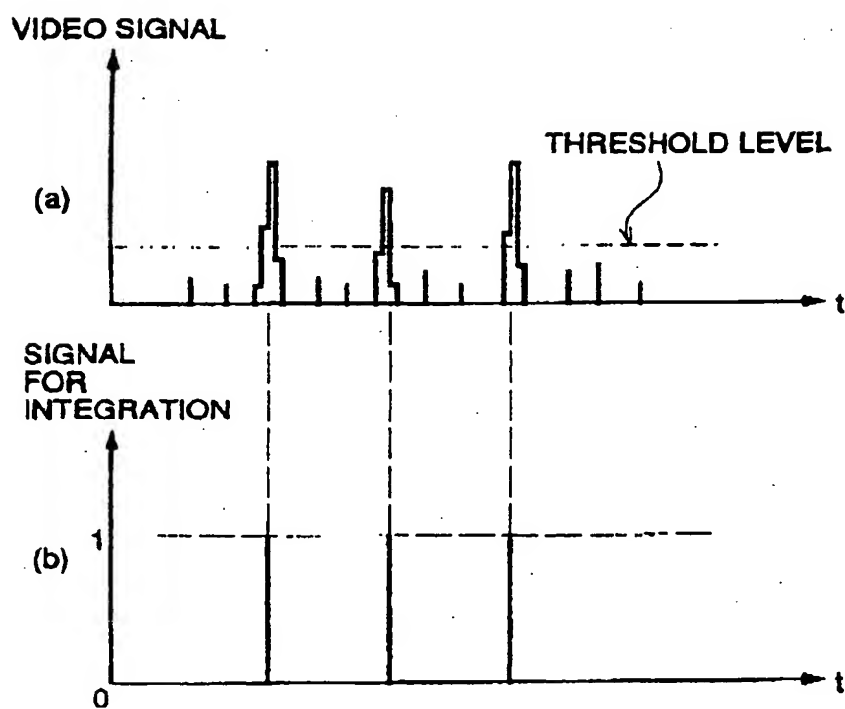 VIDEO SIGNAL
THRESHOLD LEVEL
(a)
t
SIGNAL
FOR
INTEGRATION
1
(b)
0
t